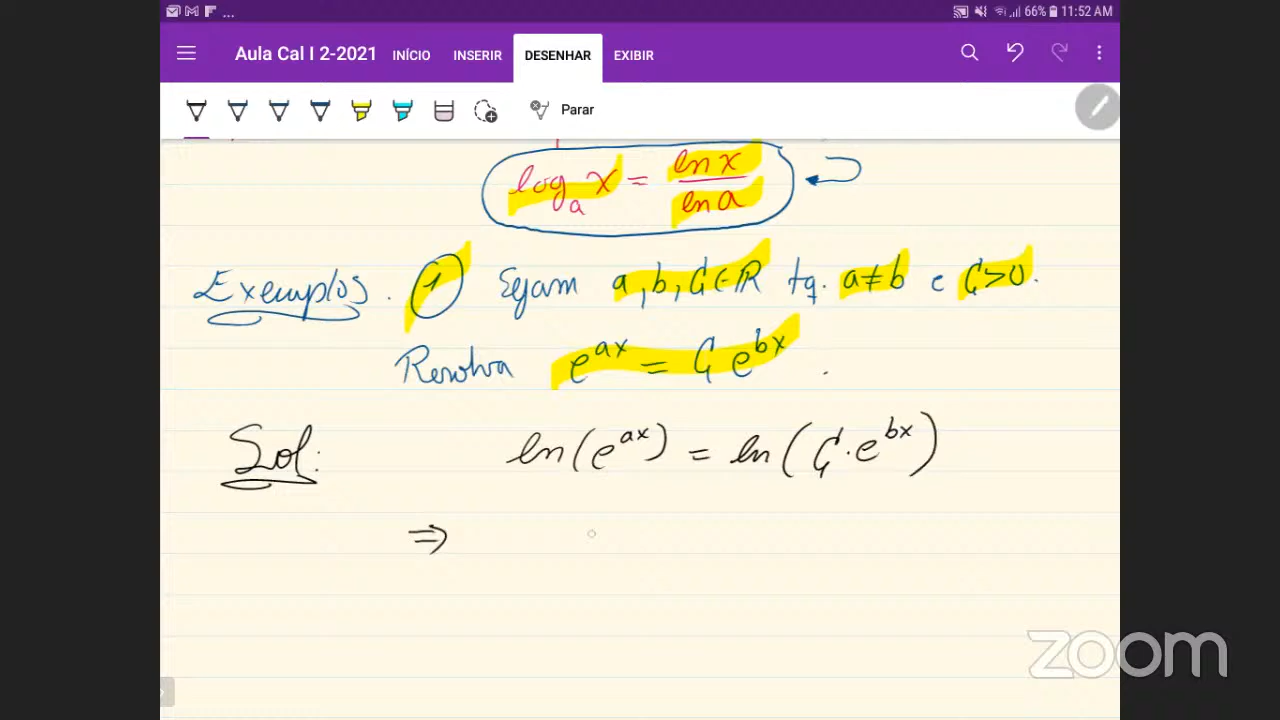 ... 66% 11:52 AM
Aula Cal I 2-2021 INÍCIO INSERIR DESENHAR EXIBIR
Parar
log_a x = ln x / ln a
Exemplos. 1 Sejam a, b, C ∈ ℝ tq. a ≠ b e C > 0.
Resolva e^{ax} = C e^{bx}.
Sol: ln(e^{ax}) = ln(C · e^{bx})
⇒
zoom